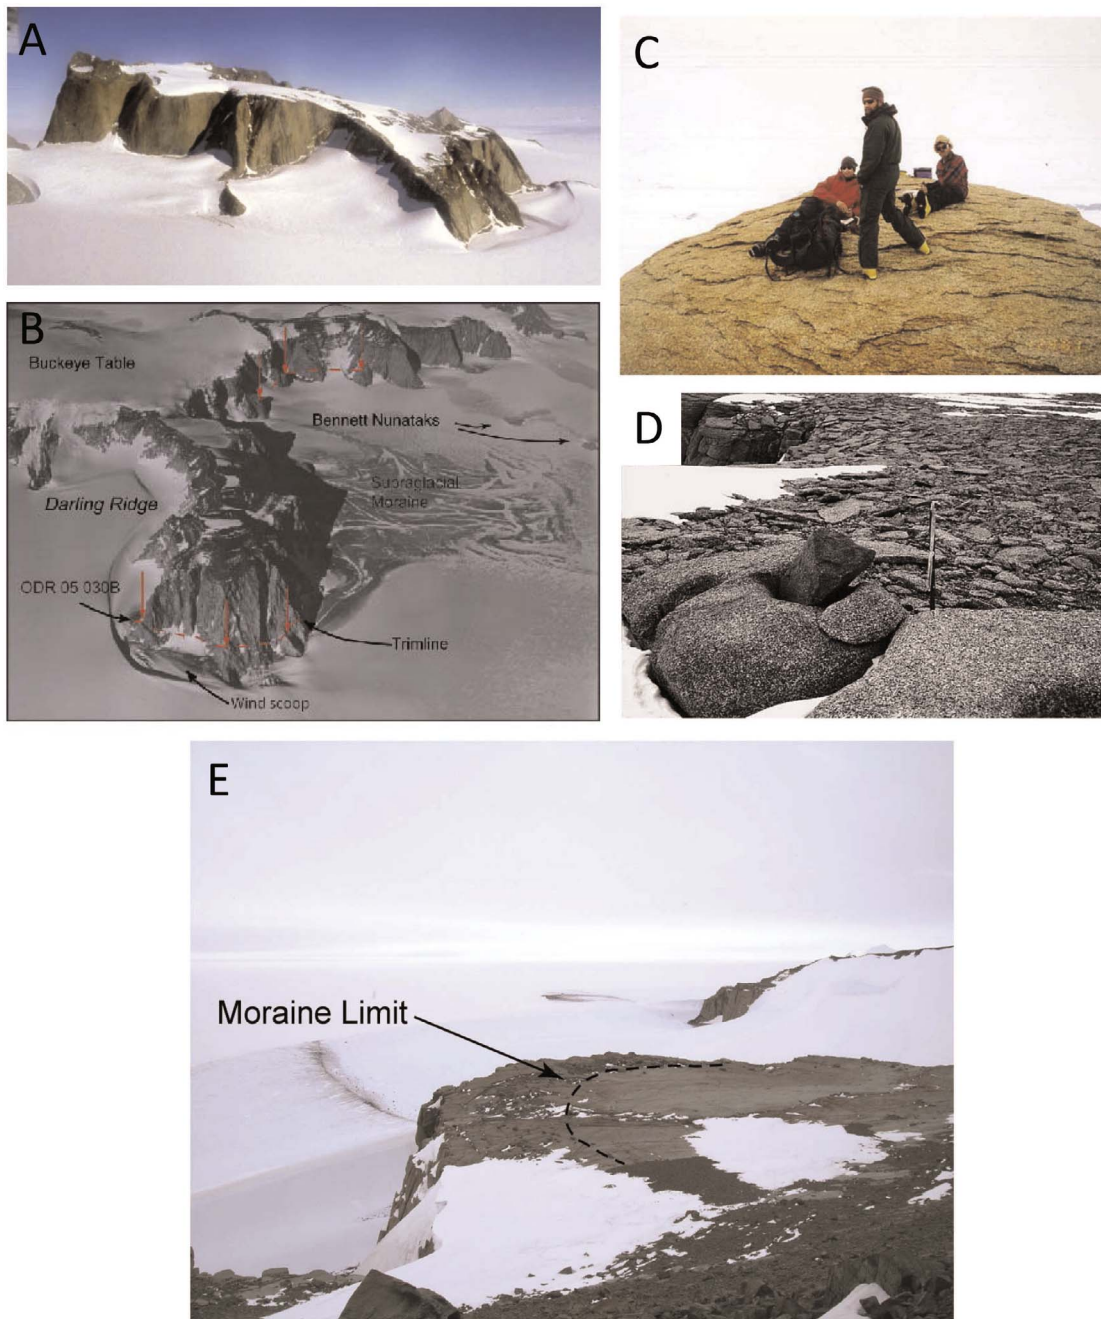 A
B
Buckeye Table
Bennett Nunataks
Supraglacial
Moraine
Darling Ridge
ODR 05 030B
Trimline
Wind scoop
C
D
E
Moraine Limit